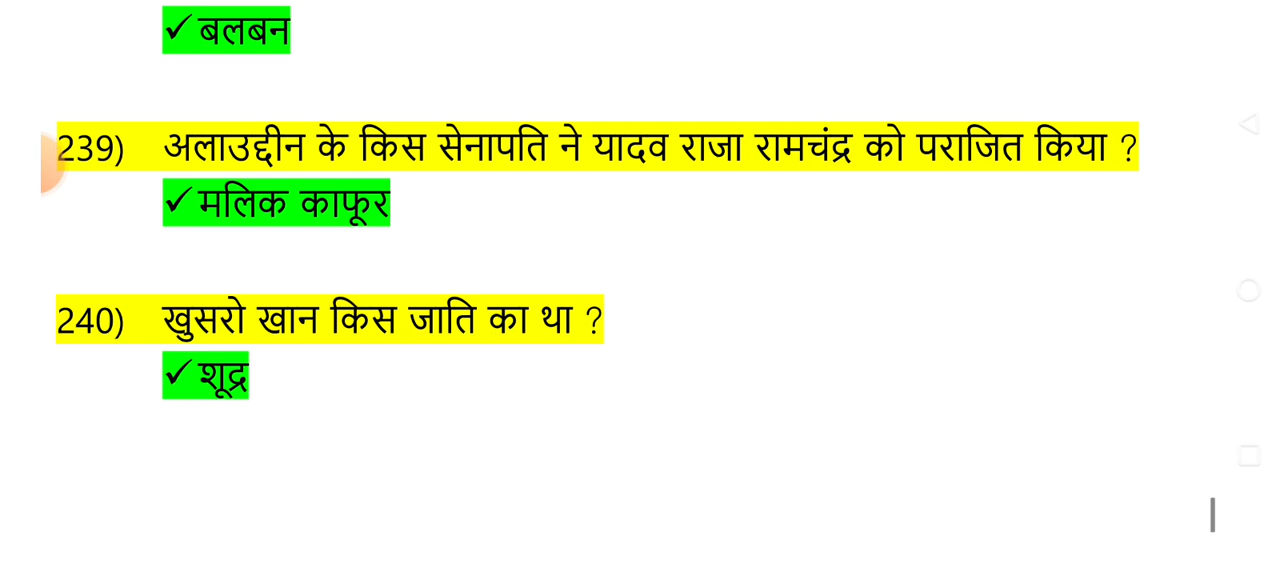 ✓ बलबन
239) अलाउद्दीन के किस सेनापति ने यादव राजा रामचंद्र को पराजित किया ?
✓ मलिक काफूर
240) खुसरो खान किस जाति का था ?
✓ शूद्र